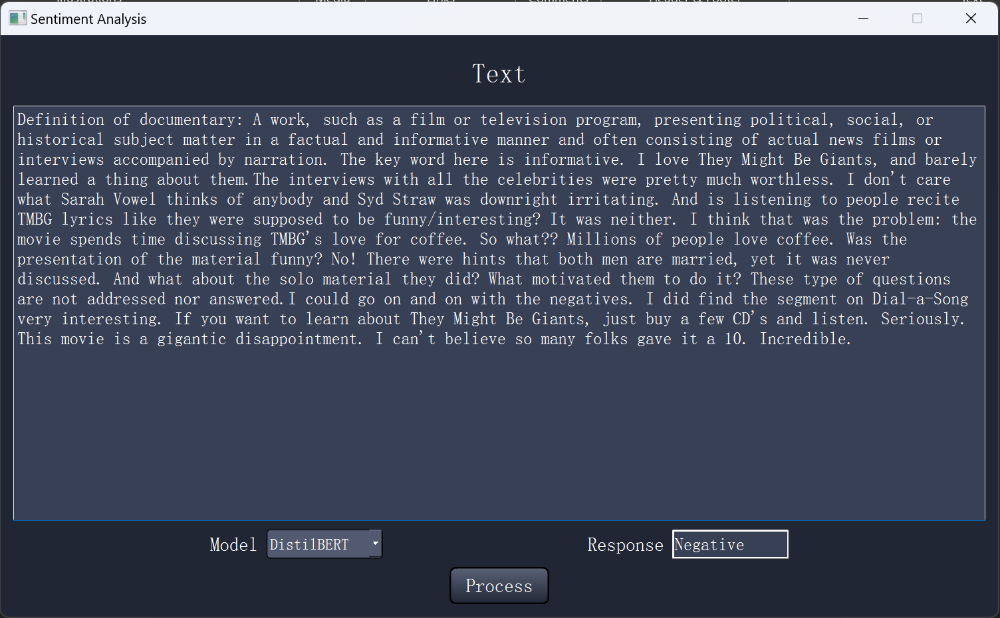 Sentiment Analysis
Text
Definition of documentary: A work, such as a film or television program, presenting political, social, or
historical subject matter in a factual and informative manner and often consisting of actual news films or
interviews accompanied by narration. The key word here is informative. I love They Might Be Giants, and barely
learned a thing about them.The interviews with all the celebrities were pretty much worthless. I don't care
what Sarah Vowel thinks of anybody and Syd Straw was downright irritating. And is listening to people recite
TMBG lyrics like they were supposed to be funny/interesting? It was neither. I think that was the problem: the
movie spends time discussing TMBG's love for coffee. So what?? Millions of people love coffee. Was the
presentation of the material funny? No! There were hints that both men are married, yet it was never
discussed. And what about the solo material they did? What motivated them to do it? These type of questions
are not addressed nor answered.I could go on and on with the negatives. I did find the segment on Dial-a-Song
very interesting. If you want to learn about They Might Be Giants, just buy a few CD's and listen. Seriously.
This movie is a gigantic disappointment. I can't believe so many folks gave it a 10. Incredible.
Model DistilBERT Response Negative
Process